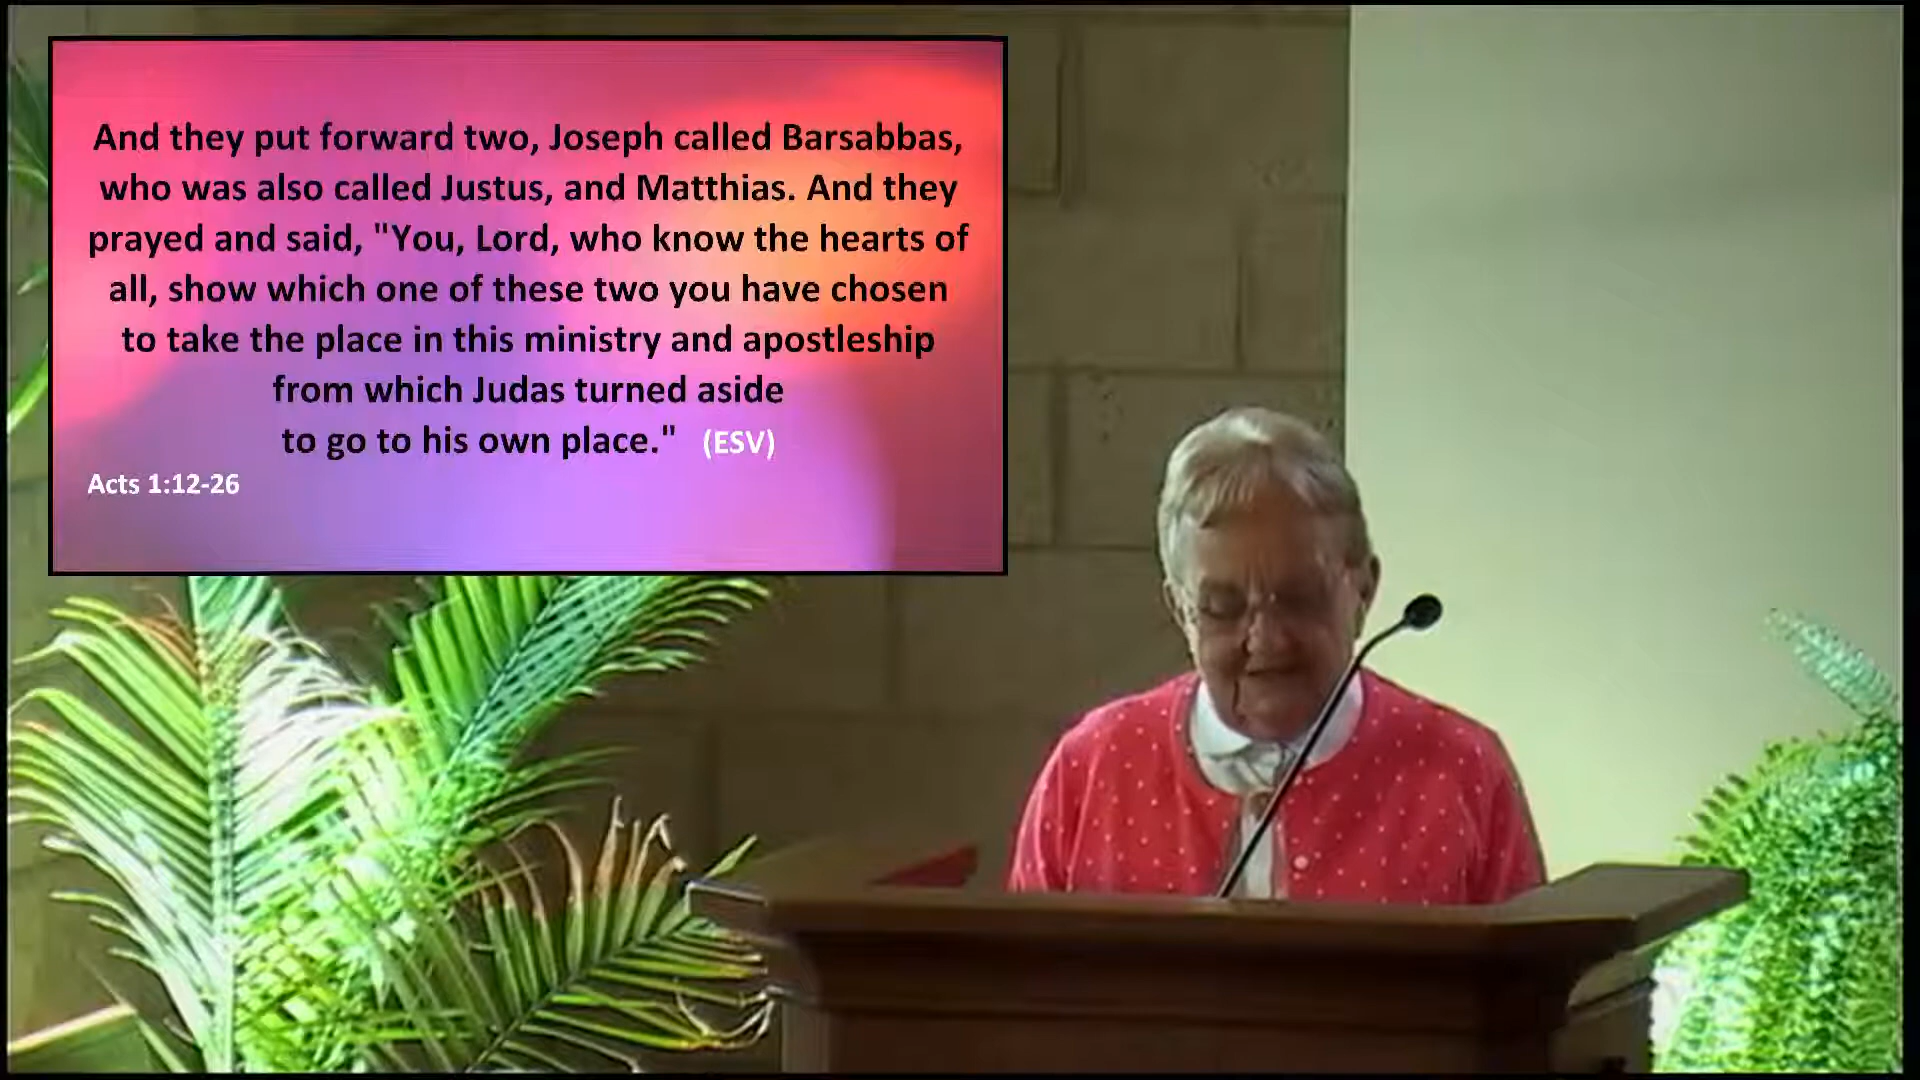 And they put forward two, Joseph called Barsabbas,
who was also called Justus, and Matthias. And they
prayed and said, "You, Lord, who know the hearts of
all, show which one of these two you have chosen
to take the place in this ministry and apostleship
from which Judas turned aside
to go to his own place." (ESV)
Acts 1:12-26